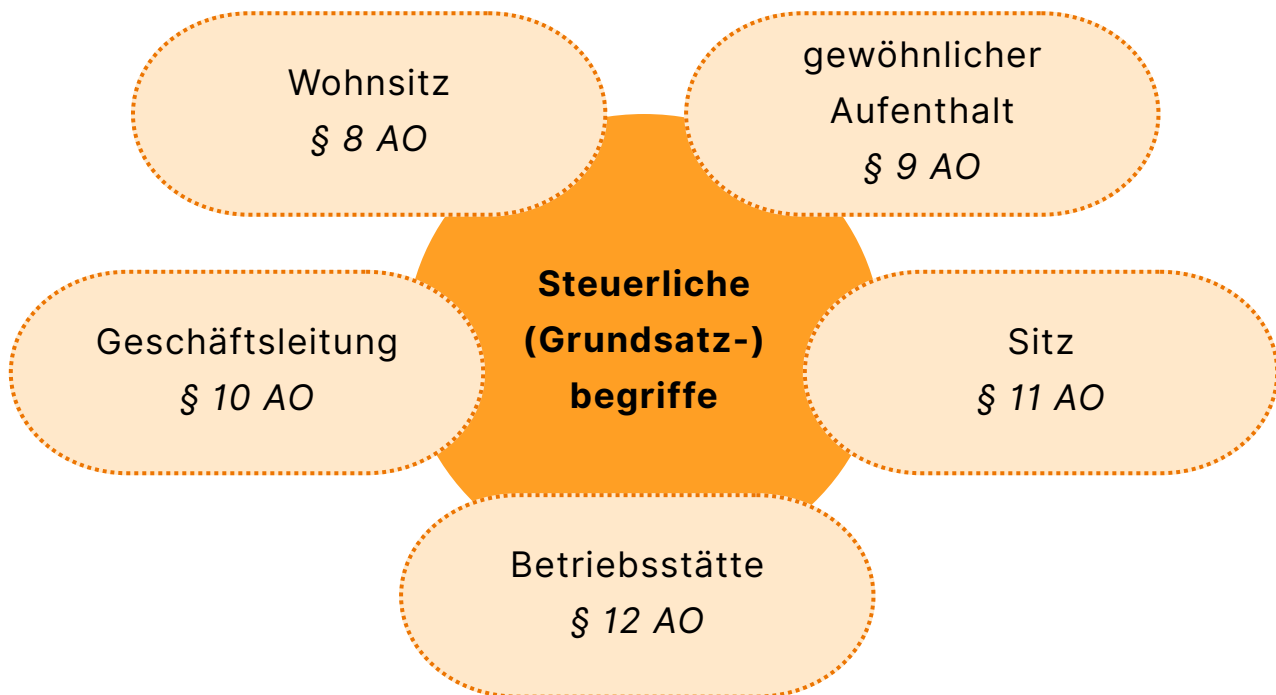 Wohnsitz
§ 8 AO
gewöhnlicher
Aufenthalt
§ 9 AO
Steuerliche
(Grundsatz-)
begriffe
Geschäftsleitung
§ 10 AO
Sitz
§ 11 AO
Betriebsstätte
§ 12 AO